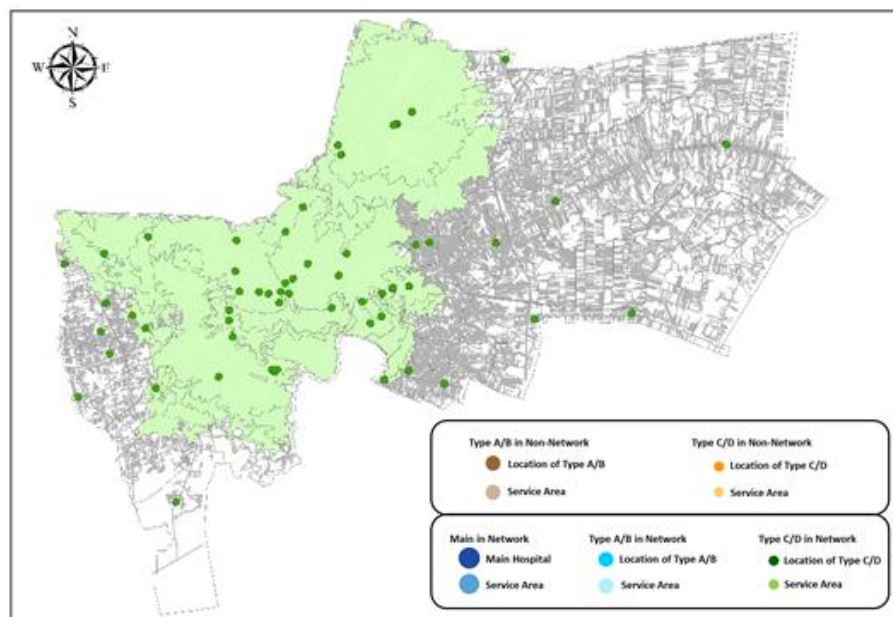 N
W E
S
Type A/B in Non-Network
Location of Type A/B
Service Area
Type C/D in Non-Network
Location of Type C/D
Service Area
Main in Network
Main Hospital
Service Area
Type A/B in Network
Location of Type A/B
Service Area
Type C/D in Network
Location of Type C/D
Service Area